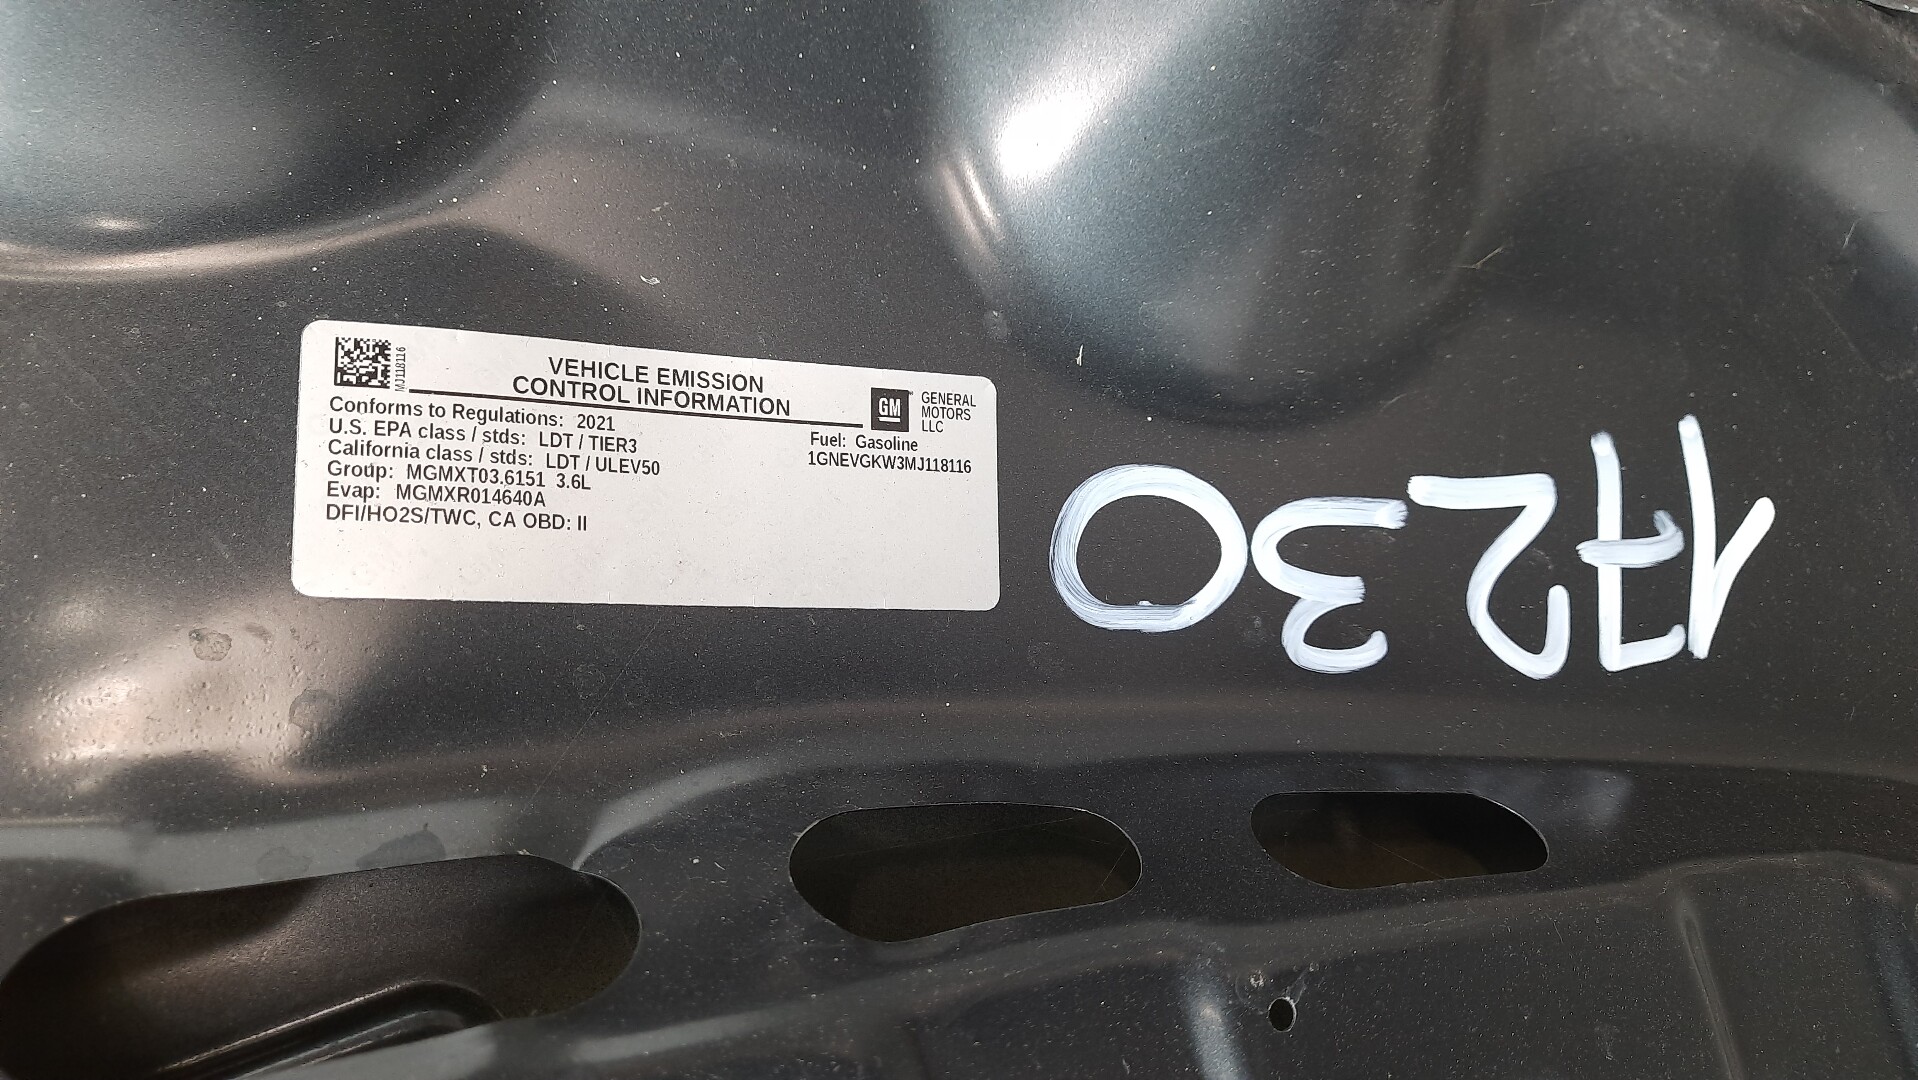 MJ118116
VEHICLE EMISSION
CONTROL INFORMATION
GM
GENERAL
MOTORS
LLC
Conforms to Regulations: 2021
U.S. EPA class / stds: LDT / TIER3
California class / stds: LDT / ULEV50
Group: MGMXT03.6151 3.6L
Evap: MGMXR014640A
DFI/HO2S/TWC, CA OBD: II
Fuel: Gasoline
1GNEVGKW3MJ118116
17230